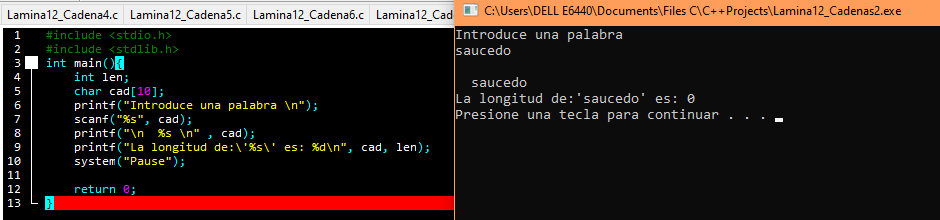 Lamina12_Cadena4.c Lamina12_Cadena5.c Lamina12_Cadena6.c Lamina12_Cadena
1 #include <stdio.h>
2 #include <stdlib.h>
3 int main(){
4 int len;
5 char cad[10];
6 printf("Introduce una palabra \n");
7 scanf("%s", cad);
8 printf("\n  %s \n" , cad);
9 printf("La longitud de:\'%s\' es: %d\n", cad, len);
10 system("Pause");
11
12 return 0;
13 }
C:\Users\DELL E6440\Documents\Files C\C++Projects\Lamina12_Cadenas2.exe
Introduce una palabra
saucedo
saucedo
La longitud de:'saucedo' es: 0
Presione una tecla para continuar . . .